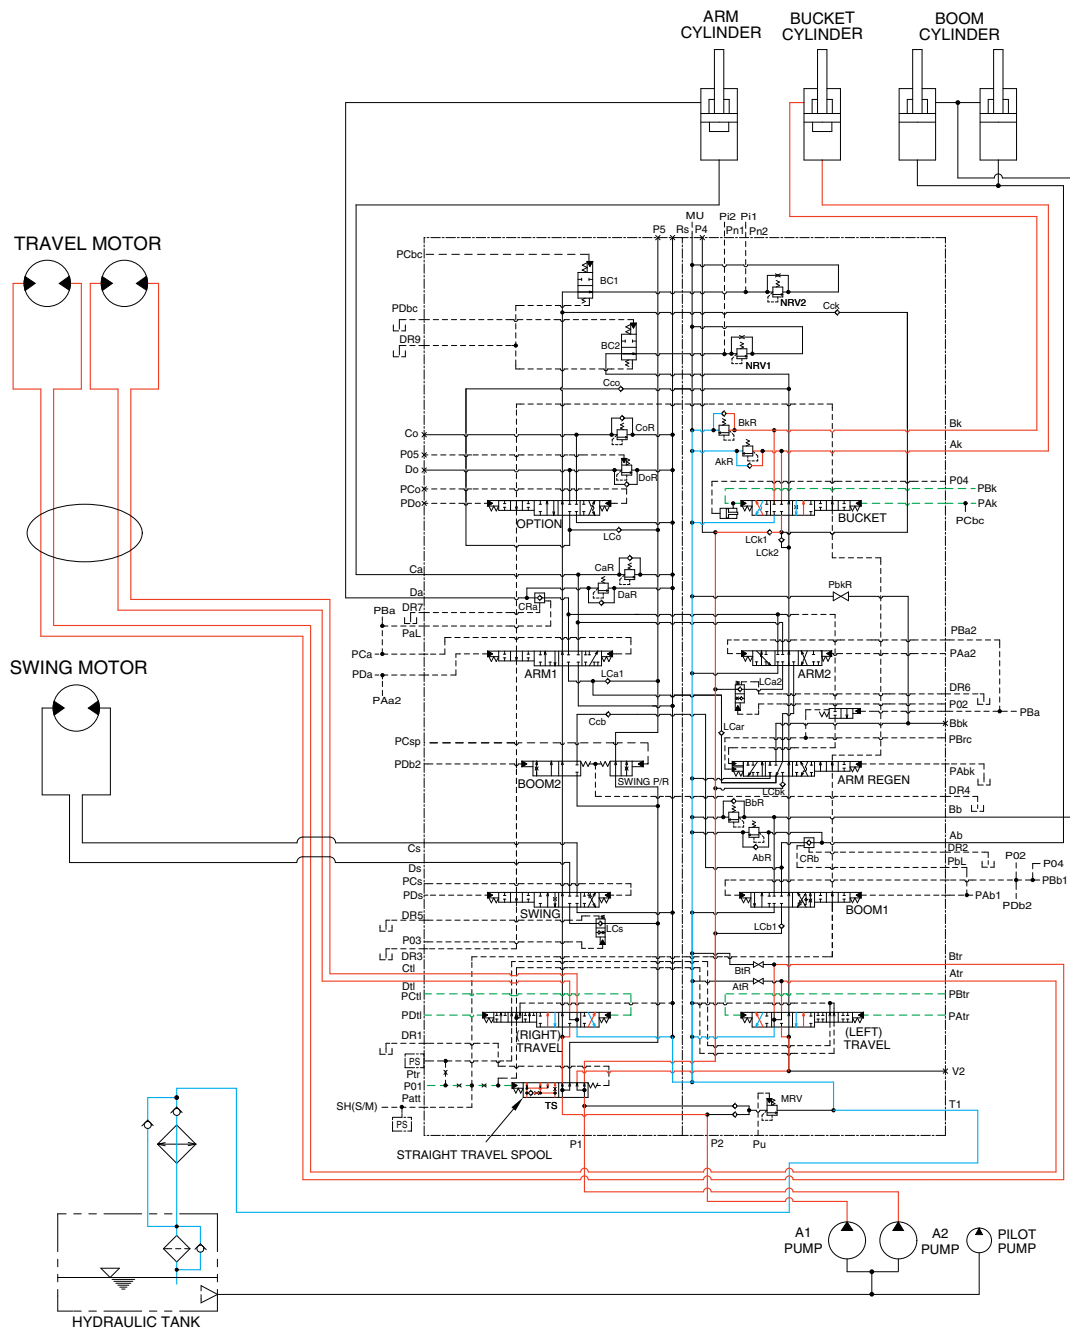 ARM
CYLINDER
BUCKET
CYLINDER
BOOM
CYLINDER
TRAVEL MOTOR
SWING MOTOR
MU
Pi2
Pi1
P5
Rs
P4
Pn1
Pn2
PCbc
BC1
NRV2
Cck
PDbc
DR9
BC2
NRV1
Cco
Co
CoR
BkR
Bk
P05
Do
DoR
AkR
Ak
PCo
PDo
OPTION
P04
PBk
PAk
PCbc
BUCKET
LCo
LCk1
LCk2
Ca
CaR
Da
DaR
CRa
PbkR
PBa
DR7
PaL
PCa
PDa
PAa2
ARM1
LCa1
PBa2
PAa2
ARM2
LCa2
DR6
P02
PBa
Ccb
LCar
Bbk
PBrc
PCsp
PDb2
BOOM2
SWING P/R
ARM REGEN
LCbk
PAbk
DR4
Bb
BbR
AbR
CRb
Ab
DR2
PbL
P02
P04
PBb1
PAb1
PDb2
Cs
Ds
PCs
PDs
SWING
BOOM1
DR5
LCs
LCb1
P03
DR3
Ctl
Dtl
PCtl
PDtl
BtR
AtR
Btr
Atr
PBtr
PAtr
(RIGHT)
TRAVEL
(LEFT)
TRAVEL
DR1
PS
Ptr
P01
Patt
SH(S/M)
PS
TS
MRV
V2
T1
STRAIGHT TRAVEL SPOOL
P1
P2
Pu
A1
PUMP
A2
PUMP
PILOT
PUMP
HYDRAULIC TANK